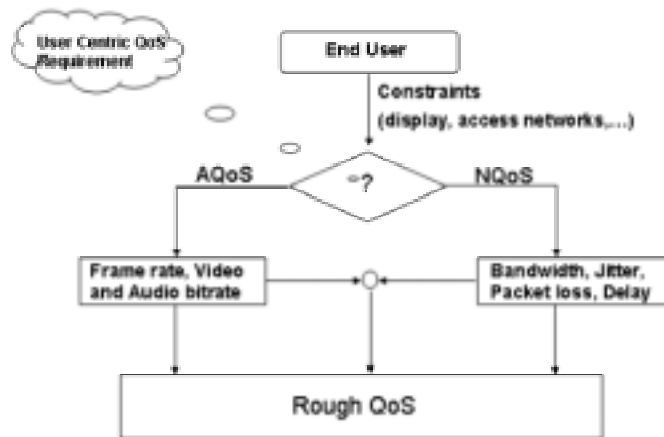 User Centric QoS
Requirement
End User
Constraints
(display, access networks,...)
?
AQoS
NQoS
Frame rate, Video
and Audio bitrate
Bandwidth, Jitter,
Packet loss, Delay
Rough QoS